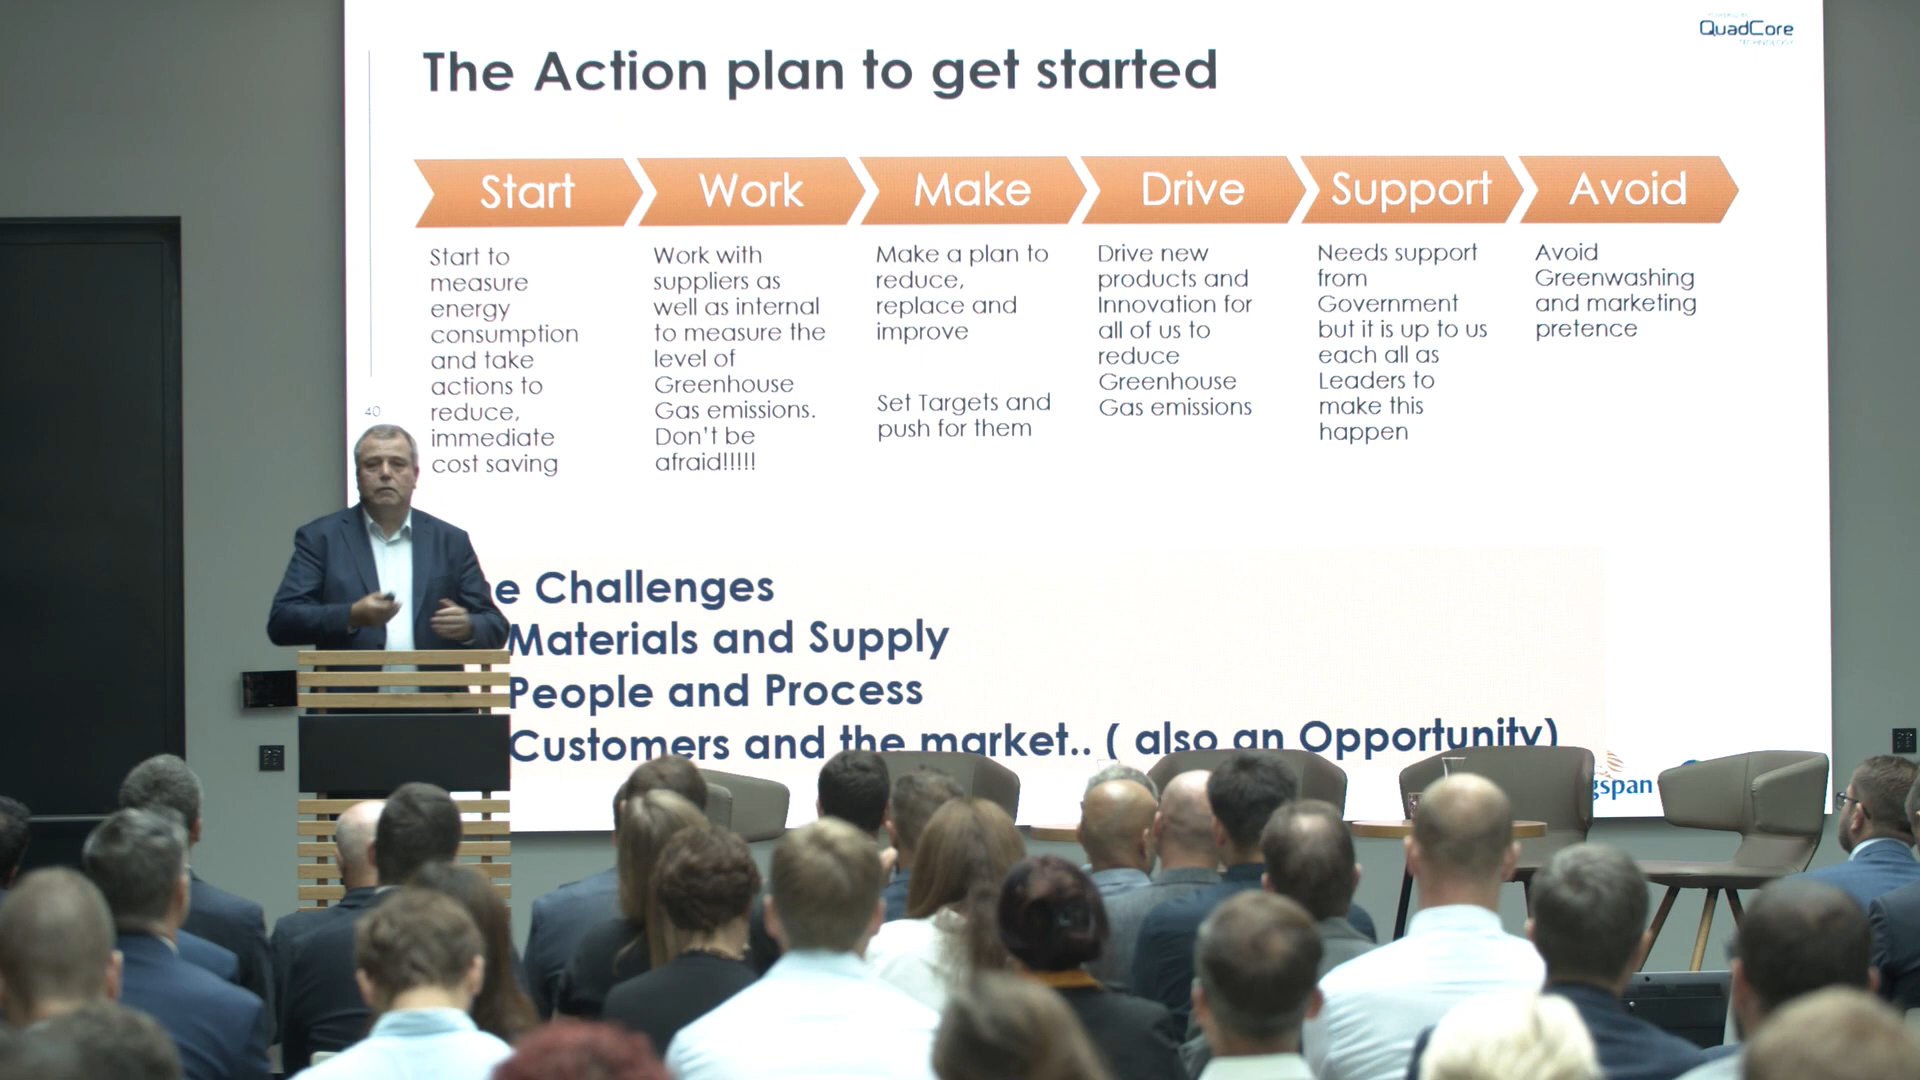 POWERED BY
QuadCore
TECHNOLOGY
The Action plan to get started
Start
Work
Make
Drive
Support
Avoid
Start to
measure
energy
consumption
and take
actions to
reduce,
immediate
cost saving
Work with
suppliers as
well as internal
to measure the
level of
Greenhouse
Gas emissions.
Don't be
afraid!!!!!
Make a plan to
reduce,
replace and
improve
Set Targets and
push for them
Drive new
products and
Innovation for
all of us to
reduce
Greenhouse
Gas emissions
Needs support
from
Government
but it is up to us
each all as
Leaders to
make this
happen
Avoid
Greenwashing
and marketing
pretence
40
e Challenges
Materials and Supply
People and Process
Customers and the market.. ( also an Opportunity)
gspan